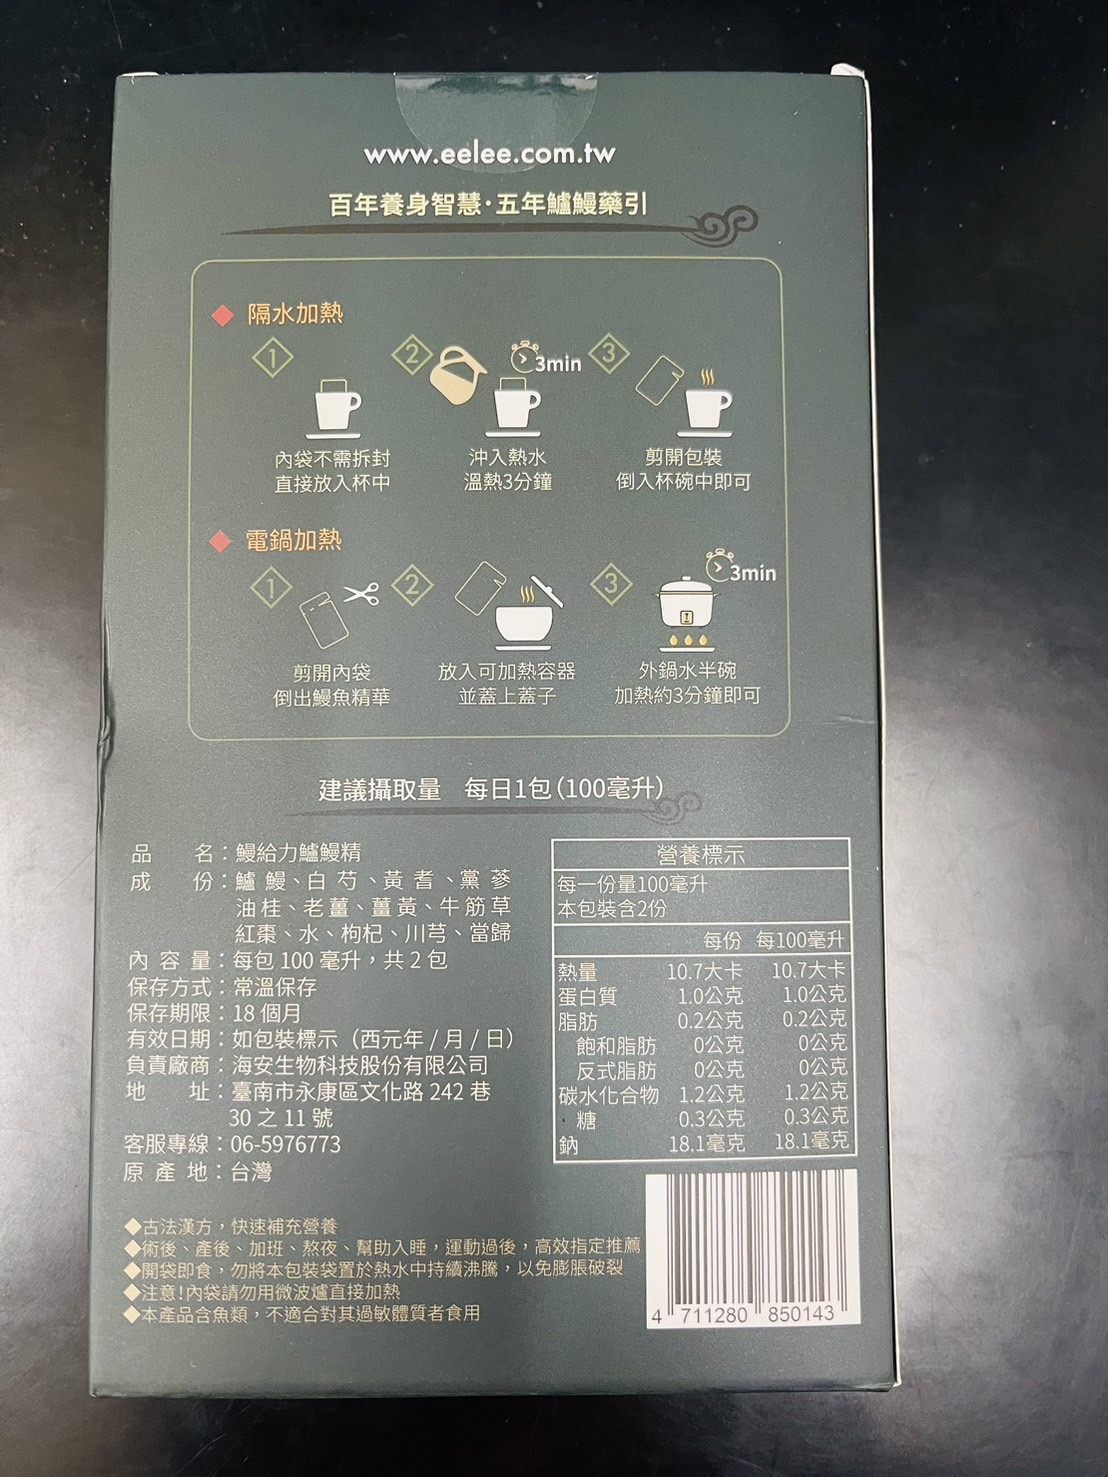 www.eelee.com.tw
百年養身智慧·五年鱸鰻藥引
隔水加熱
1
2
3min
3
內袋不需拆封
直接放入杯中
沖入熱水
溫熱3分鐘
剪開包裝
倒入杯碗中即可
電鍋加熱
1
2
3
3min
剪開內袋
倒出鰻魚精華
放入可加熱容器
並蓋上蓋子
外鍋水半碗
加熱約3分鐘即可
建議攝取量 每日1包(100毫升)
品名：鰻給力鱸鰻精
成份：鱸鰻、白芍、黃耆、黨蔘
油桂、老薑、薑黃、牛筋草
紅棗、水、枸杞、川芎、當歸
內容量：每包 100 毫升，共 2 包
保存方式：常溫保存
保存期限：18 個月
有效日期：如包裝標示（西元年 / 月 / 日）
負責廠商：海安生物科技股份有限公司
地址：臺南市永康區文化路 242 巷
30 之 11 號
客服專線：06-5976773
原產地：台灣
營養標示
每一份量100毫升
本包裝含2份
每份 每100毫升
熱量 10.7大卡 10.7大卡
蛋白質 1.0公克 1.0公克
脂肪 0.2公克 0.2公克
飽和脂肪 0公克 0公克
反式脂肪 0公克 0公克
碳水化合物 1.2公克 1.2公克
糖 0.3公克 0.3公克
鈉 18.1毫克 18.1毫克
◆古法漢方，快速補充營養
◆術後、產後、加班、熬夜、幫助入睡，運動過後，高效指定推薦
◆開袋即食，勿將本包裝袋置於熱水中持續沸騰，以免膨脹破裂
◆注意!內袋請勿用微波爐直接加熱
◆本產品含魚類，不適合對其過敏體質者食用
4 711280 850143